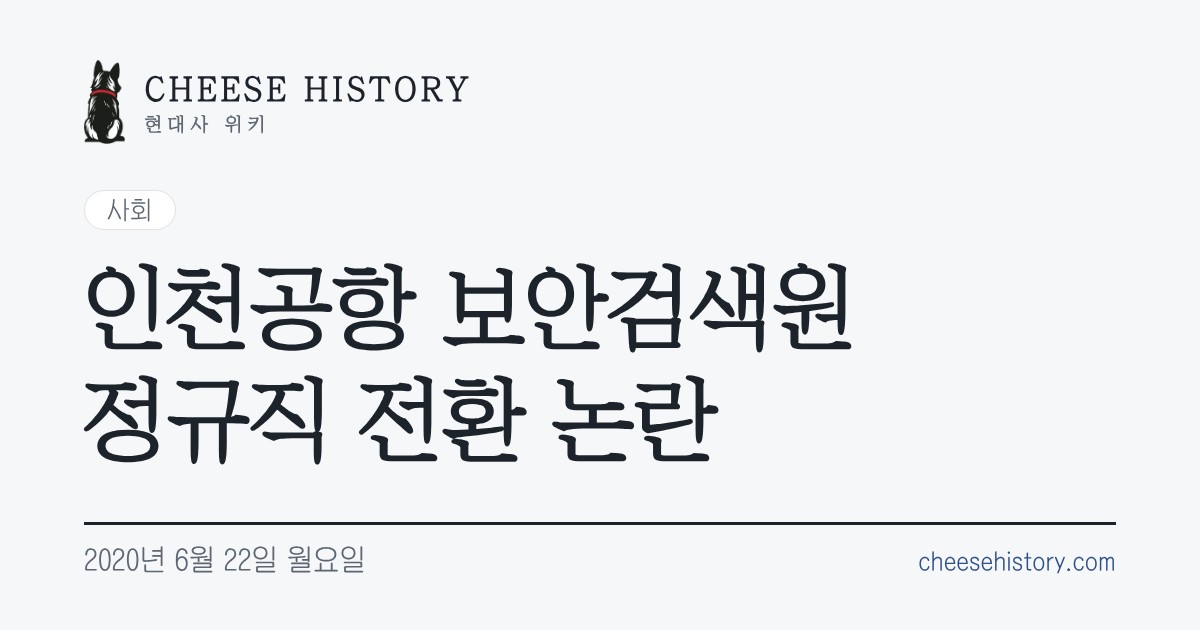 CHEESE HISTORY
현대사 위키
사회
인천공항 보안검색원
정규직 전환 논란
2020년 6월 22일 월요일
cheesehistory.com